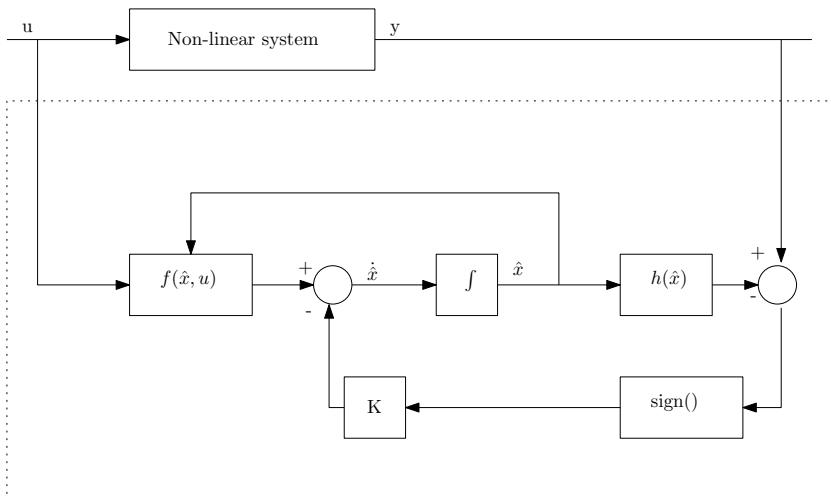 u
Non-linear system
y
+
f(x̂, u)
+
ẋ̂
∫
x̂
h(x̂)
-
-
K
sign()